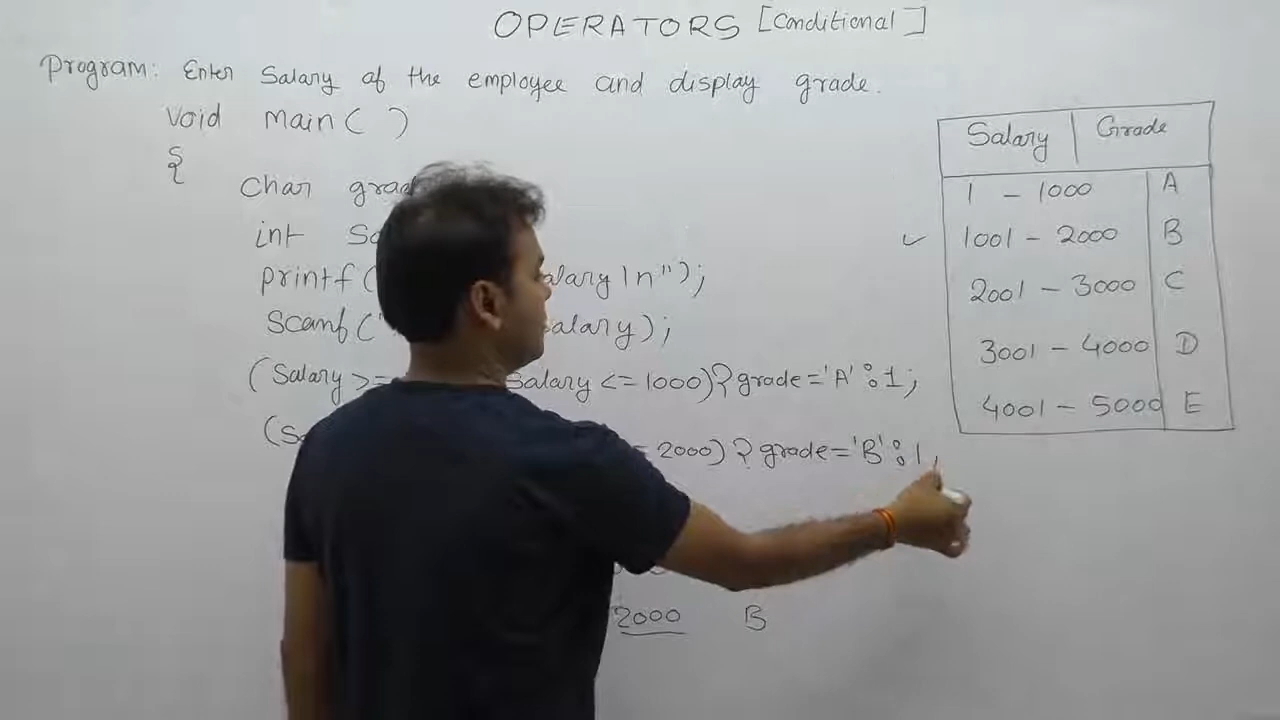 OPERATORS [Conditional]
Program: Enter Salary of the employee and display grade.
void main( )
{
Char grad
int Sa
printf( alary \n");
Scanf(" alary);
(Salary >= Salary <= 1000)? grade='A' : 1;
(Sa = 2000) ? grade='B' : 1,
2000 B
Salary | Grade
1 - 1000 A
✓ 1001 - 2000 B
2001 - 3000 C
3001 - 4000 D
4001 - 5000 E